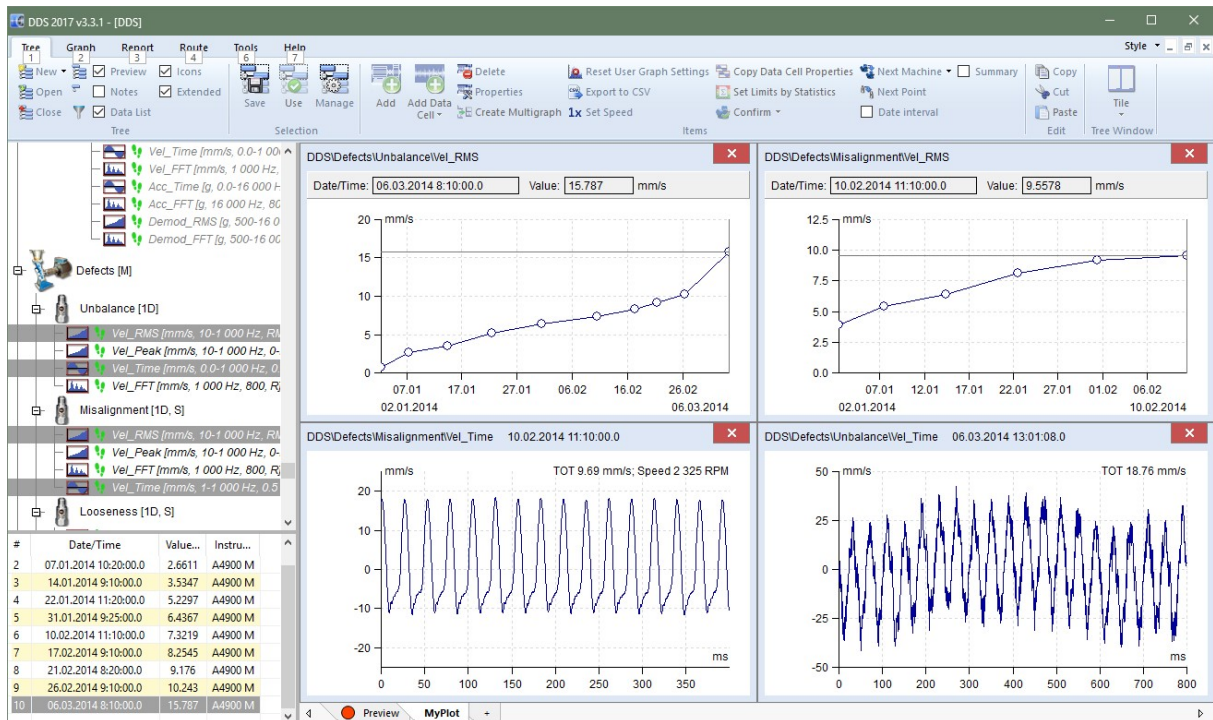 DDS 2017 v3.3.1 - [DDS]
Tree Graph Report Route Tools Help
Style
1 2 3 4 6 7
New Preview Icons
Open Notes Extended
Close Data List
Save Use Manage
Add Add Data Cell
Delete
Properties
Create Multigraph
Reset User Graph Settings
Export to CSV
1x Set Speed
Copy Data Cell Properties
Set Limits by Statistics
Confirm
Next Machine Summary
Next Point
Date interval
Copy
Cut
Paste
Tile
Tree Selection Items Edit Tree Window
Vel_Time [mm/s, 0.0-1 00
Vel_FFT [mm/s, 1 000 Hz,
Acc_Time [g, 0.0-16 000 H
Acc_FFT [g, 16 000 Hz, 80
Demod_RMS [g, 500-16 0
Demod_FFT [g, 500-16 00
Defects [M]
Unbalance [1D]
Vel_RMS [mm/s, 10-1 000 Hz, RM
Vel_Peak [mm/s, 10-1 000 Hz, 0-
Vel_Time [mm/s, 0.0-1 000 Hz, 0.
Vel_FFT [mm/s, 1 000 Hz, 800, R
Misalignment [1D, S]
Vel_RMS [mm/s, 10-1 000 Hz, RM
Vel_Peak [mm/s, 10-1 000 Hz, 0-
Vel_FFT [mm/s, 1 000 Hz, 800, R
Vel_Time [mm/s, 1-1 000 Hz, 0.5
Looseness [1D, S]
# Date/Time Value... Instru...
2 07.01.2014 10:20:00.0 2.6611 A4900 M
3 14.01.2014 9:10:00.0 3.5347 A4900 M
4 22.01.2014 11:20:00.0 5.2297 A4900 M
5 31.01.2014 9:25:00.0 6.4367 A4900 M
6 10.02.2014 11:10:00.0 7.3219 A4900 M
7 17.02.2014 9:10:00.0 8.2545 A4900 M
8 21.02.2014 8:20:00.0 9.176 A4900 M
9 26.02.2014 9:10:00.0 10.243 A4900 M
10 06.03.2014 8:10:00.0 15.787 A4900 M
DDS\Defects\Unbalance\Vel_RMS
Date/Time: 06.03.2014 8:10:00.0 Value: 15.787 mm/s
20 mm/s
15
10
5
0
07.01 17.01 27.01 06.02 16.02 26.02
02.01.2014 06.03.2014
DDS\Defects\Misalignment\Vel_RMS
Date/Time: 10.02.2014 11:10:00.0 Value: 9.5578 mm/s
12.5 mm/s
10.0
7.5
5.0
2.5
0.0
07.01 12.01 17.01 22.01 27.01 01.02 06.02
02.01.2014 10.02.2014
DDS\Defects\Misalignment\Vel_Time 10.02.2014 11:10:00.0
mm/s TOT 9.69 mm/s; Speed 2 325 RPM
20
10
0
-10
-20
ms
0 50 100 150 200 250 300 350
DDS\Defects\Unbalance\Vel_Time 06.03.2014 13:01:08.0
50 mm/s TOT 18.76 mm/s
25
0
-25
-50
ms
0 100 200 300 400 500 600 700 800
Preview MyPlot +